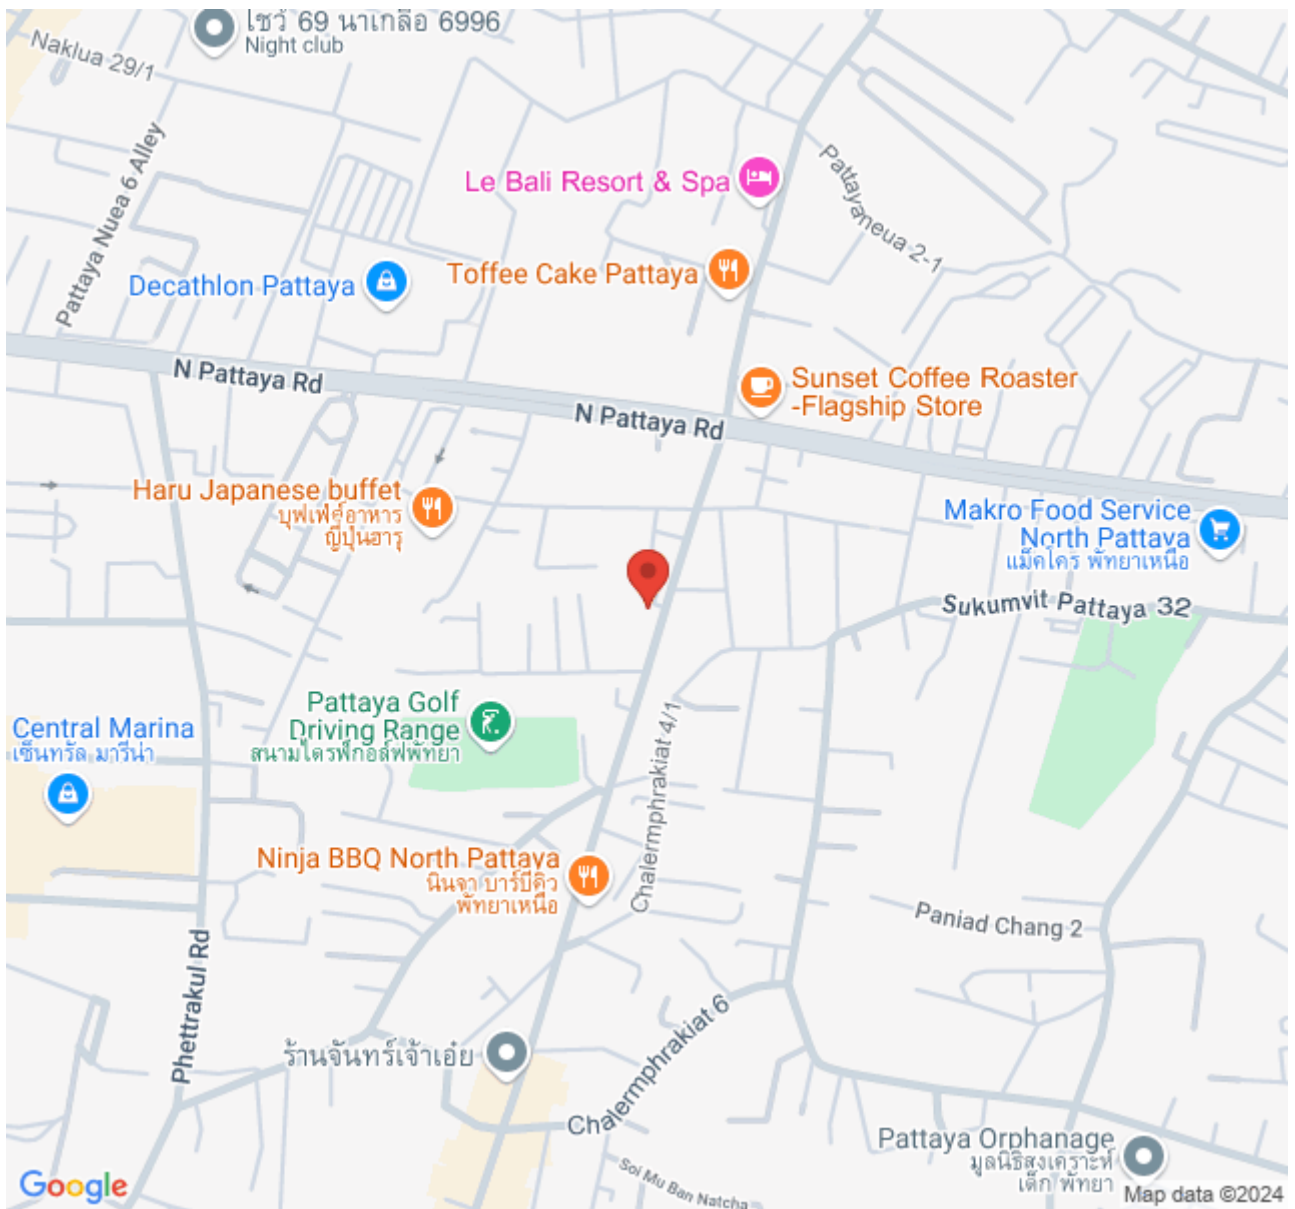 โชว์ 69 นาเกลือ 6996
Night club
Naklua 29/1
Pattaya Nuea 6 Alley
Le Bali Resort & Spa
Pattayaneua 2-1
Toffee Cake Pattaya
Decathlon Pattaya
N Pattaya Rd
Sunset Coffee Roaster
-Flagship Store
N Pattaya Rd
Haru Japanese buffet
บุฟเฟ่ต์อาหาร
ญี่ปุ่นฮารุ
Makro Food Service
North Pattaya
แม็คโคร พัทยาเหนือ
Sukumvit Pattaya 32
Pattaya Golf
Driving Range
สนามไดรฟ์กอล์ฟพัทยา
Central Marina
เซ็นทรัล มารีน่า
Chalermphrakiat 4/1
Ninja BBQ North Pattaya
นินจา บาร์บีคิว
พัทยาเหนือ
Paniad Chang 2
Phettrakul Rd
ร้านจันทร์เจ้าเอ๋ย
Chalermphrakiat 6
Pattaya Orphanage
มูลนิธิสงเคราะห์
เด็ก พัทยา
Soi Mu Ban Natcha
Google
Map data ©2024